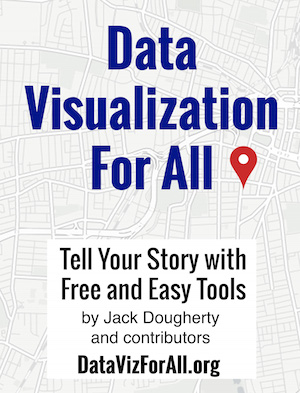 Data
Visualization
For All
Tell Your Story with
Free and Easy Tools
by Jack Dougherty
and contributors
DataVizForAll.org